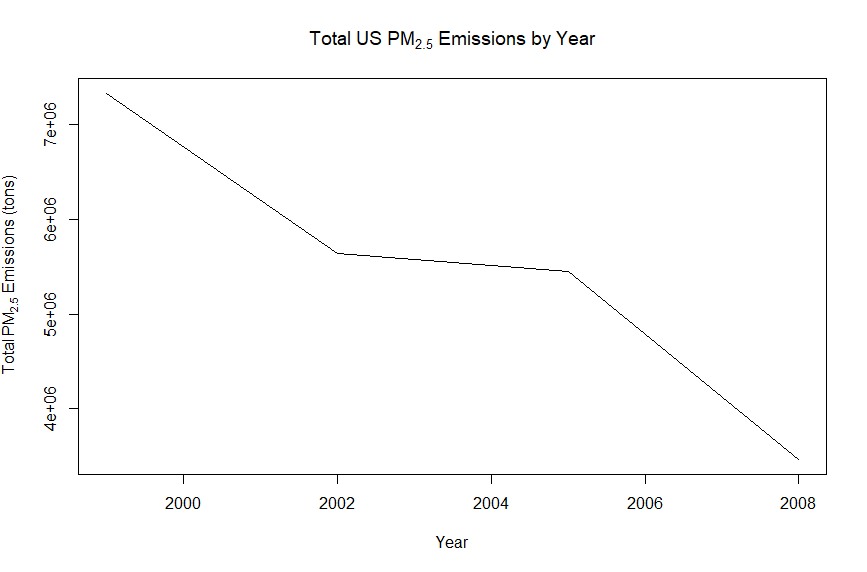 Total US PM2.5 Emissions by Year
Total PM2.5 Emissions (tons)
7e+06
6e+06
5e+06
4e+06
2000 2002 2004 2006 2008
Year